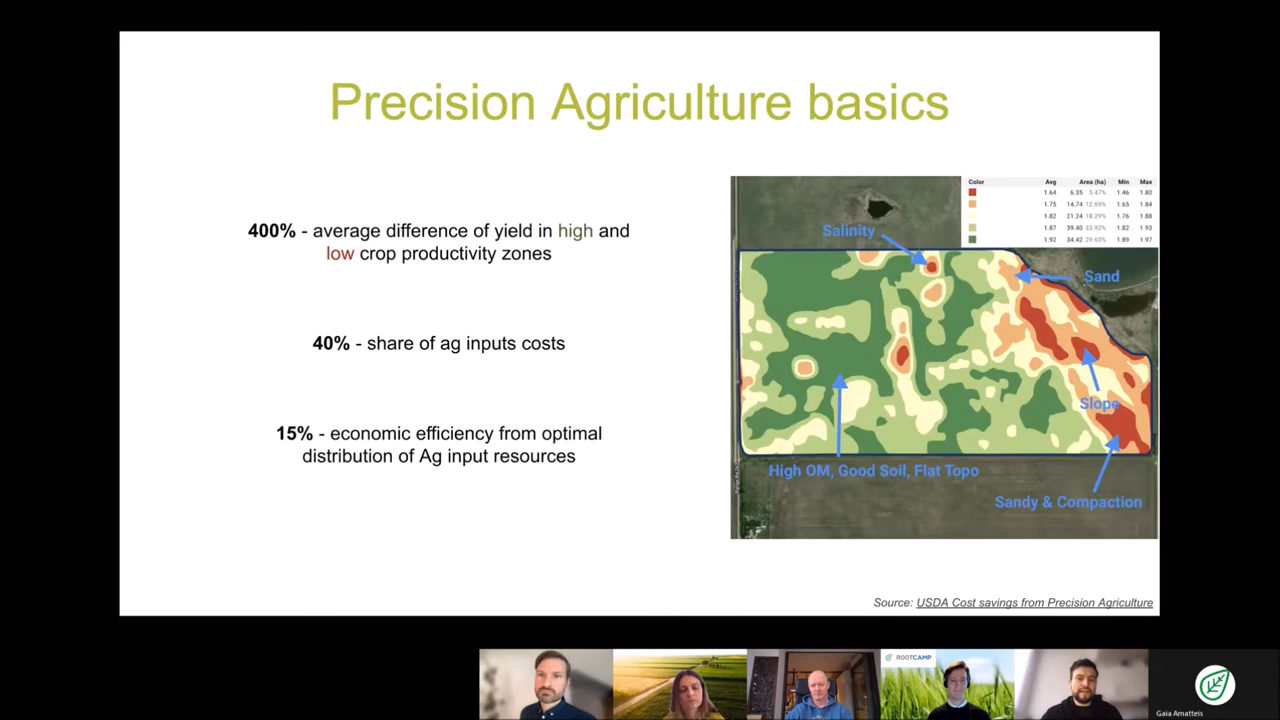 Precision Agriculture basics
400% - average difference of yield in high and
low crop productivity zones
40% - share of ag inputs costs
15% - economic efficiency from optimal
distribution of Ag input resources
Color Avg Area (ha) Min Max
1.64 6.35 5.47% 1.46 1.80
1.75 14.74 12.69% 1.65 1.84
1.82 21.24 18.29% 1.76 1.88
1.87 39.40 33.92% 1.82 1.93
1.92 34.42 29.63% 1.89 1.97
Salinity
Sand
Slope
High OM, Good Soil, Flat Topo
Sandy & Compaction
Source: USDA Cost savings from Precision Agriculture
ROOTCAMP
Gaia Amatteis